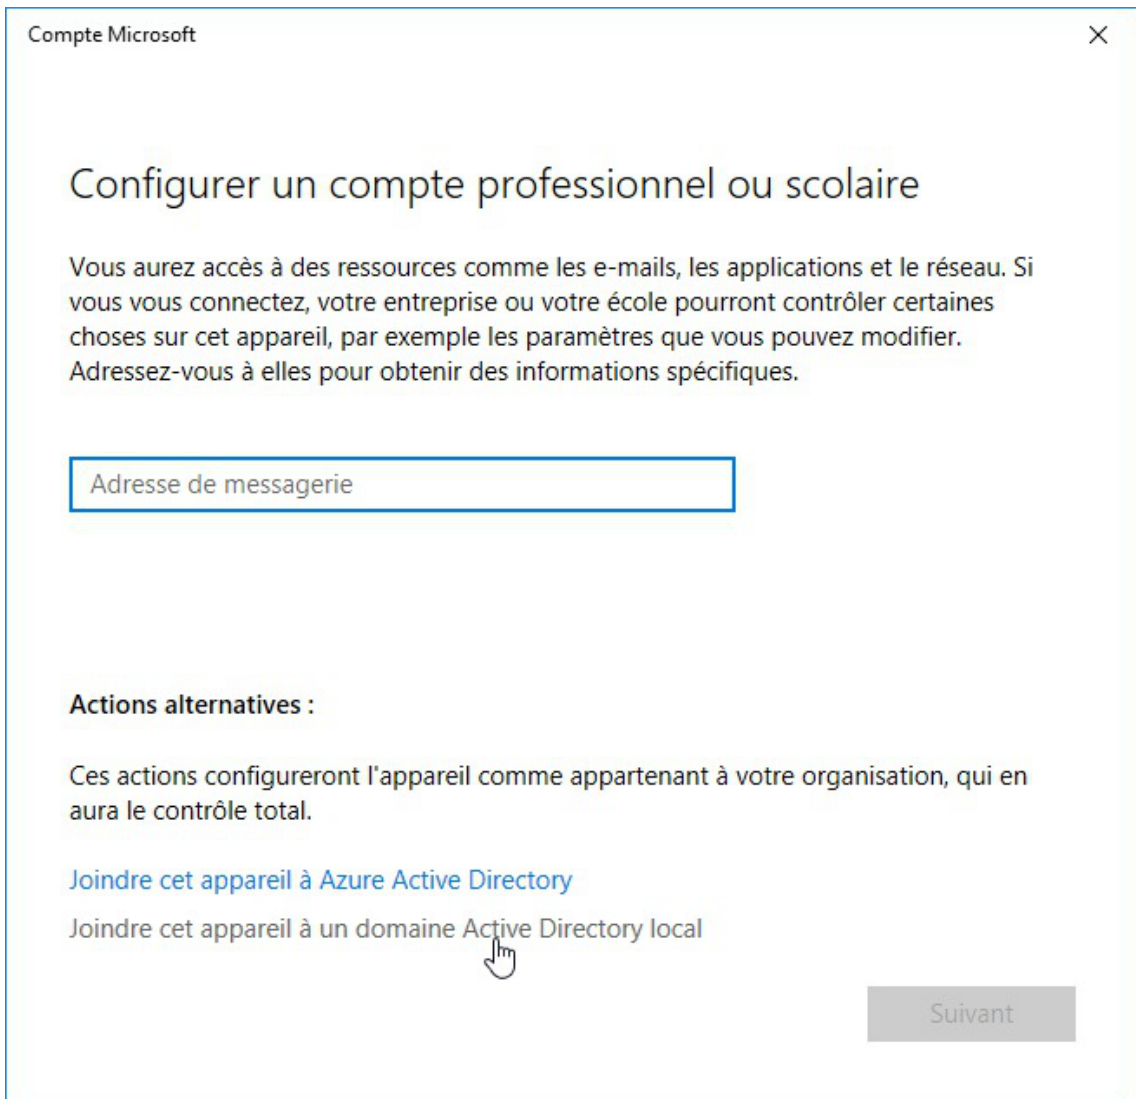 Compte Microsoft
Configurer un compte professionnel ou scolaire
Vous aurez accès à des ressources comme les e-mails, les applications et le réseau. Si
vous vous connectez, votre entreprise ou votre école pourront contrôler certaines
choses sur cet appareil, par exemple les paramètres que vous pouvez modifier.
Adressez-vous à elles pour obtenir des informations spécifiques.
Adresse de messagerie
Actions alternatives :
Ces actions configureront l'appareil comme appartenant à votre organisation, qui en
aura le contrôle total.
Joindre cet appareil à Azure Active Directory
Joindre cet appareil à un domaine Active Directory local
Suivant